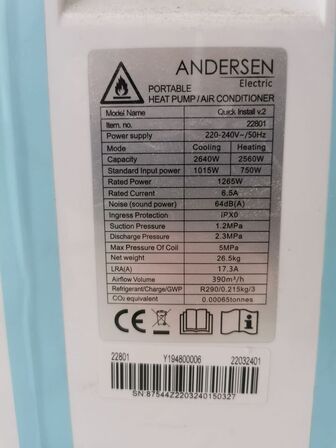 ANDERSEN
Electric
PORTABLE
HEAT PUMP/AIR CONDITIONER
Model Name Quick Install v.2
Item no. 22801
Power supply 220-240V~/50Hz
Mode Cooling Heating
Capacity 2640W 2560W
Standard Input power 1015W 750W
Rated Power 1265W
Rated Current 6.5A
Noise (sound power) 64dB(A)
Ingress Protection IPX0
Suction Pressure 1.2MPa
Discharge Pressure 2.3MPa
Max Pressure Of Coil 5MPa
Net weight 26.5kg
LRA(A) 17.3A
Airflow Volume 390m³/h
Refrigerant/Charge/GWP R290/0.215kg/3
CO₂ equivalent 0.00065tonnes
CE
22801 Y194800006 22032401
SN:87544Z2203240150327